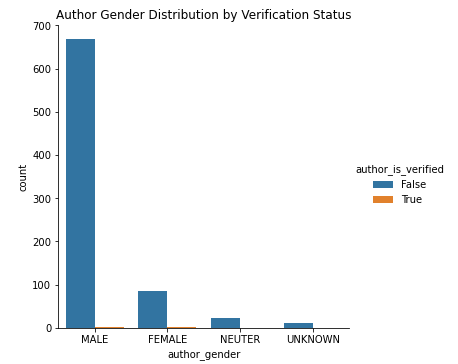 Author Gender Distribution by Verification Status
700
600
500
400
300
200
100
0
count
MALE FEMALE NEUTER UNKNOWN
author_gender
author_is_verified
False
True